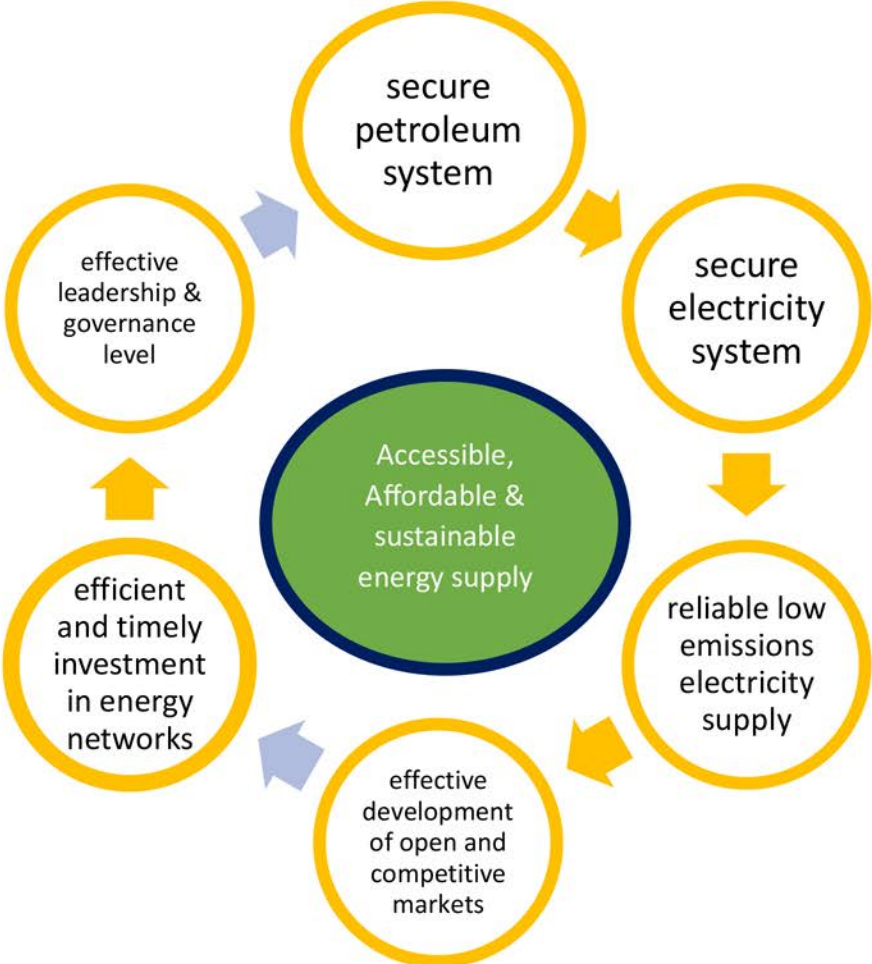 secure
petroleum
system
secure
electricity
system
reliable low
emissions
electricity
supply
effective
development
of open and
competitive
markets
efficient
and timely
investment
in energy
networks
effective
leadership &
governance
level
Accessible,
Affordable &
sustainable
energy supply